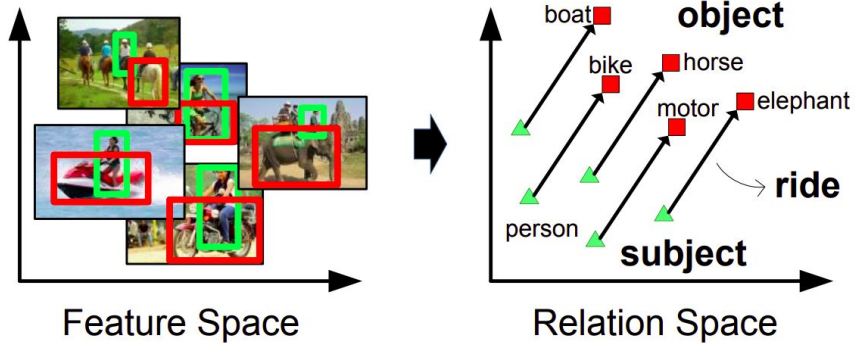 boat
object
bike
horse
motor
elephant
ride
person
subject
Feature Space
Relation Space